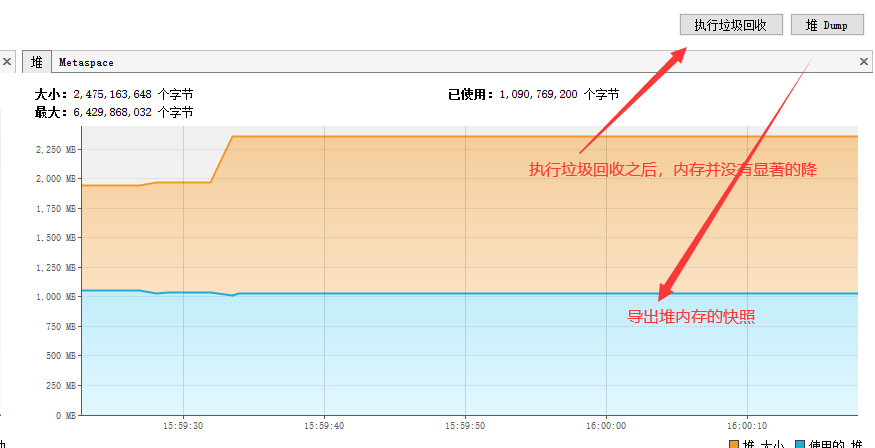 执行垃圾回收
堆 Dump
堆
Metaspace
大小: 2,475,163,648 个字节
已使用: 1,090,769,200 个字节
最大: 6,429,868,032 个字节
2,250 MB
执行垃圾回收之后，内存并没有显著的降
2,000 MB
1,750 MB
1,500 MB
1,250 MB
1,000 MB
导出堆内存的快照
750 MB
500 MB
250 MB
0 MB
15:59:30
15:59:40
15:59:50
16:00:00
16:00:10
堆 大小
使用的 堆